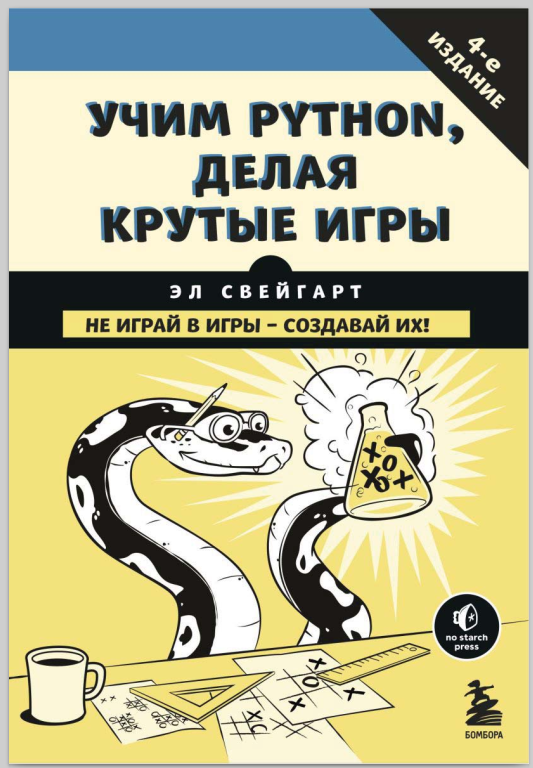 4-е
ИЗДАНИЕ
УЧИМ PYTHON,
ДЕЛАЯ
КРУТЫЕ ИГРЫ
ЭЛ СВЕЙГАРТ
НЕ ИГРАЙ В ИГРЫ – СОЗДАВАЙ ИХ!
no starch
press
БОМБОРА